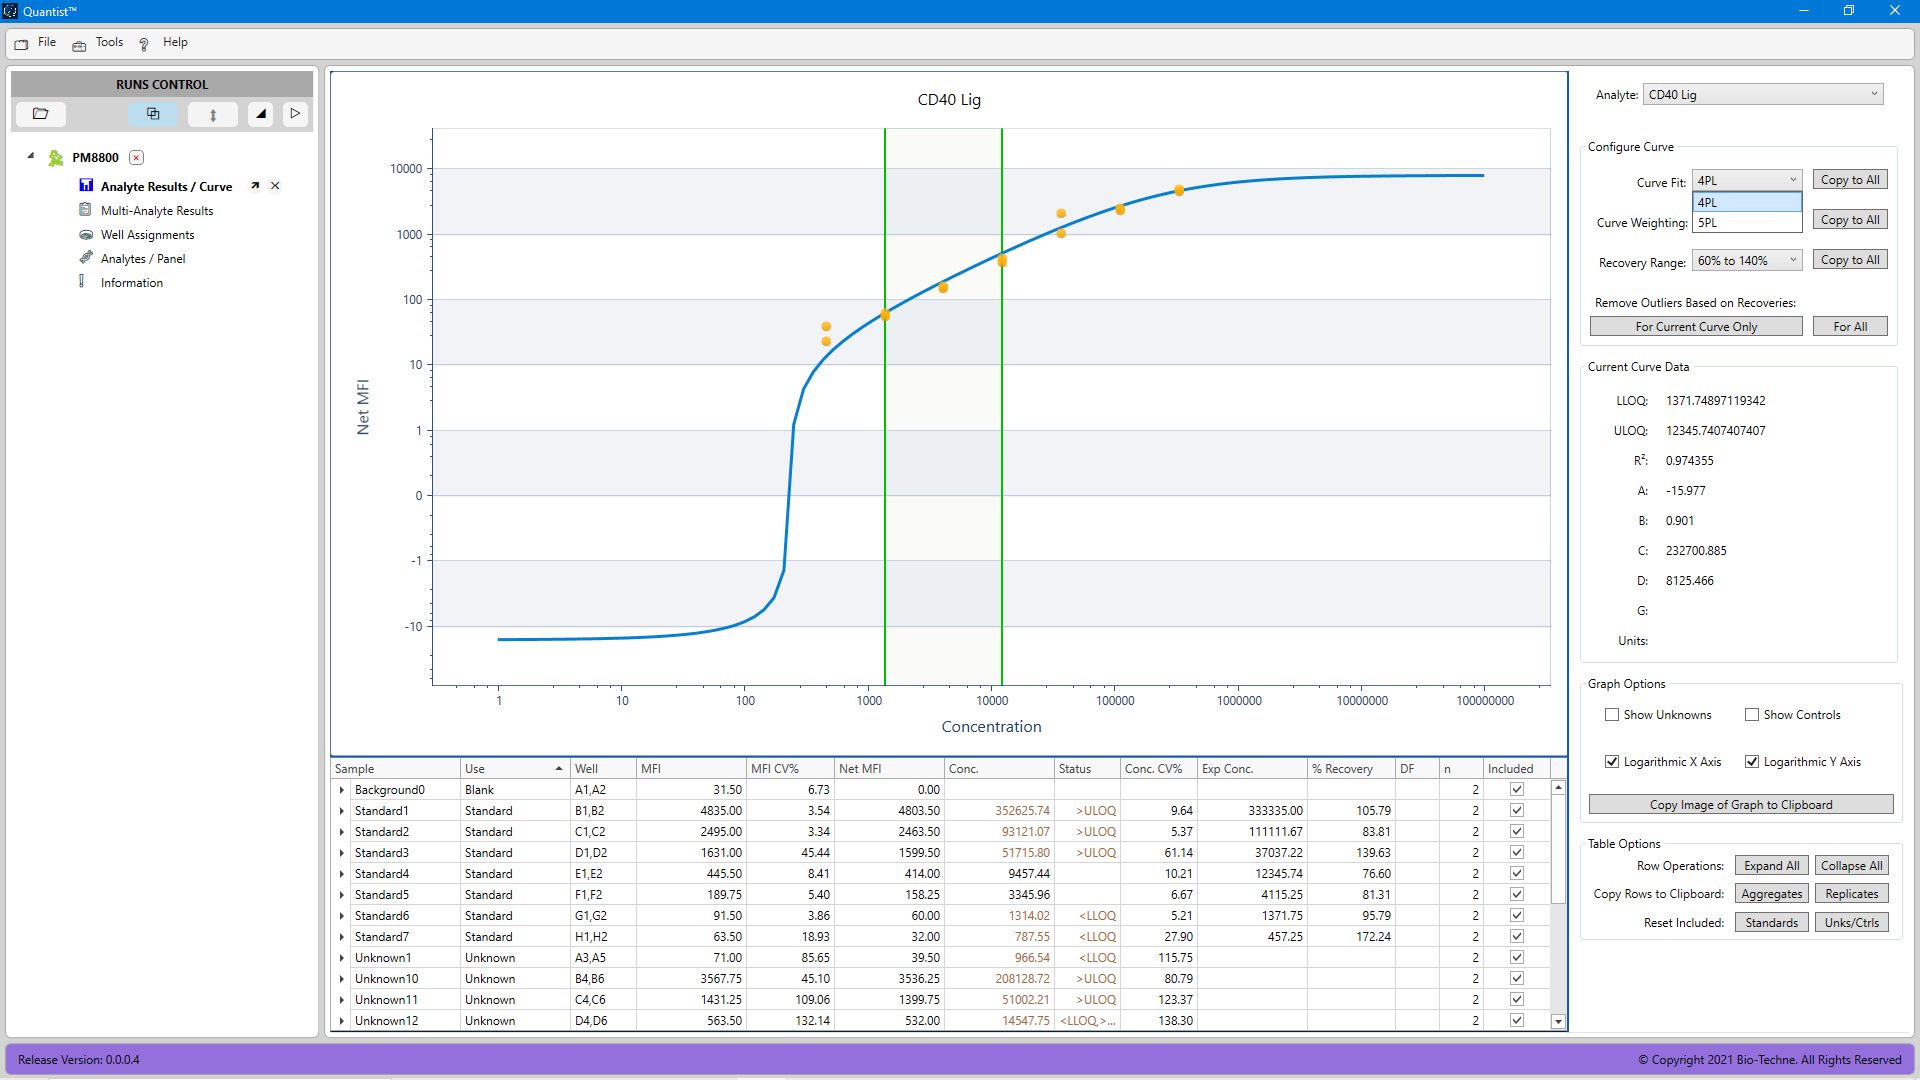 Quantist™
File Tools ? Help
RUNS CONTROL
PM8800
Analyte Results / Curve
Multi-Analyte Results
Well Assignments
Analytes / Panel
Information
CD40 Lig
10000
1000
100
10
1
0
-1
-10
Net MFI
1 10 100 1000 10000 100000 1000000 10000000 100000000
Concentration
Sample Use Well MFI MFI CV% Net MFI Conc. Status Conc. CV% Exp Conc. % Recovery DF n Included
Background0 Blank A1,A2 31.50 6.73 0.00 2
Standard1 Standard B1,B2 4835.00 3.54 4803.50 352625.74 >ULOQ 9.64 333335.00 105.79 2
Standard2 Standard C1,C2 2495.00 3.34 2463.50 93121.07 >ULOQ 5.37 111111.67 83.81 2
Standard3 Standard D1,D2 1631.00 45.44 1599.50 51715.80 >ULOQ 61.14 37037.22 139.63 2
Standard4 Standard E1,E2 445.50 8.41 414.00 9457.44 10.21 12345.74 76.60 2
Standard5 Standard F1,F2 189.75 5.40 158.25 3345.96 6.67 4115.25 81.31 2
Standard6 Standard G1,G2 91.50 3.86 60.00 1314.02 <LLOQ 5.21 1371.75 95.79 2
Standard7 Standard H1,H2 63.50 18.93 32.00 787.55 <LLOQ 27.90 457.25 172.24 2
Unknown1 Unknown A3,A5 71.00 85.65 39.50 966.54 <LLOQ 115.75 2
Unknown10 Unknown B4,B6 3567.75 45.10 3536.25 208128.72 >ULOQ 80.79 2
Unknown11 Unknown C4,C6 1431.25 109.06 1399.75 51002.21 >ULOQ 123.37 2
Unknown12 Unknown D4,D6 563.50 132.14 532.00 14547.75 <LLOQ,>... 138.30 2
Analyte: CD40 Lig
Configure Curve
Curve Fit: 4PL Copy to All
4PL
5PL
Curve Weighting: Copy to All
Recovery Range: 60% to 140% Copy to All
Remove Outliers Based on Recoveries:
For Current Curve Only For All
Current Curve Data
LLOQ: 1371.74897119342
ULOQ: 12345.7407407407
R²: 0.974355
A: -15.977
B: 0.901
C: 232700.885
D: 8125.466
G:
Units:
Graph Options
Show Unknowns Show Controls
Logarithmic X Axis Logarithmic Y Axis
Copy Image of Graph to Clipboard
Table Options
Row Operations: Expand All Collapse All
Copy Rows to Clipboard: Aggregates Replicates
Reset Included: Standards Unks/Ctrls
Release Version: 0.0.0.4
© Copyright 2021 Bio-Techne. All Rights Reserved